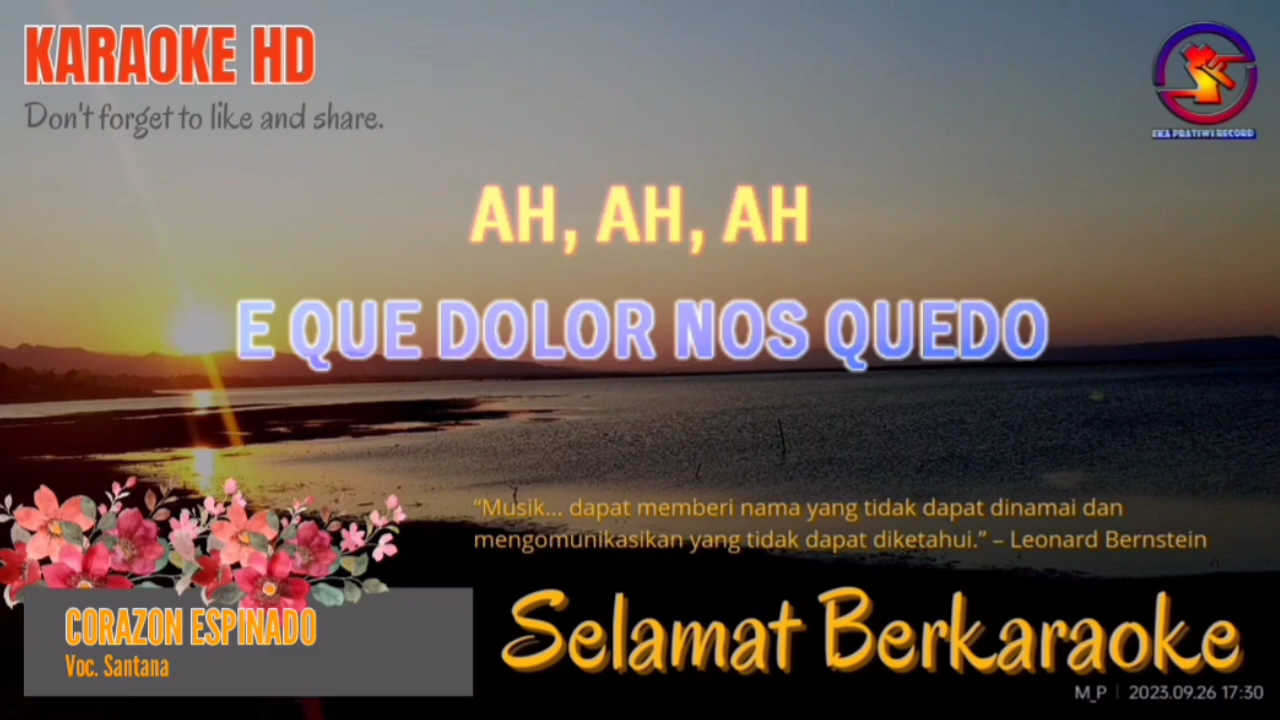 KARAOKE HD
Don't forget to like and share.
EKA PRATIWI RECORD
AH, AH, AH
E QUE DOLOR NOS QUEDO
“Musik... dapat memberi nama yang tidak dapat dinamai dan
mengomunikasikan yang tidak dapat diketahui.” – Leonard Bernstein
CORAZON ESPINADO
Voc. Santana
Selamat Berkaraoke
M_P | 2023.09.26 17:30